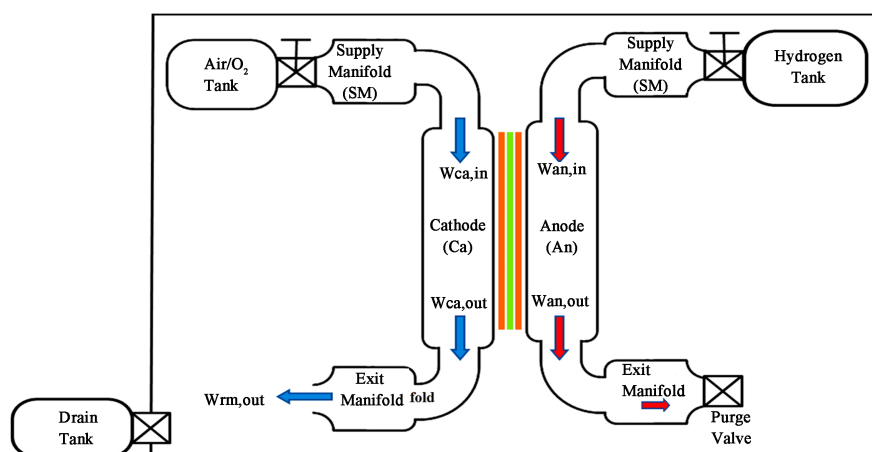 Air/O2
Tank
Supply
Manifold
(SM)
Supply
Manifold
(SM)
Hydrogen
Tank
Wca,in
Wan,in
Cathode
(Ca)
Anode
(An)
Wca,out
Wan,out
Exit
Manifold fold
Wrm,out
Exit
Manifold
Purge
Valve
Drain
Tank